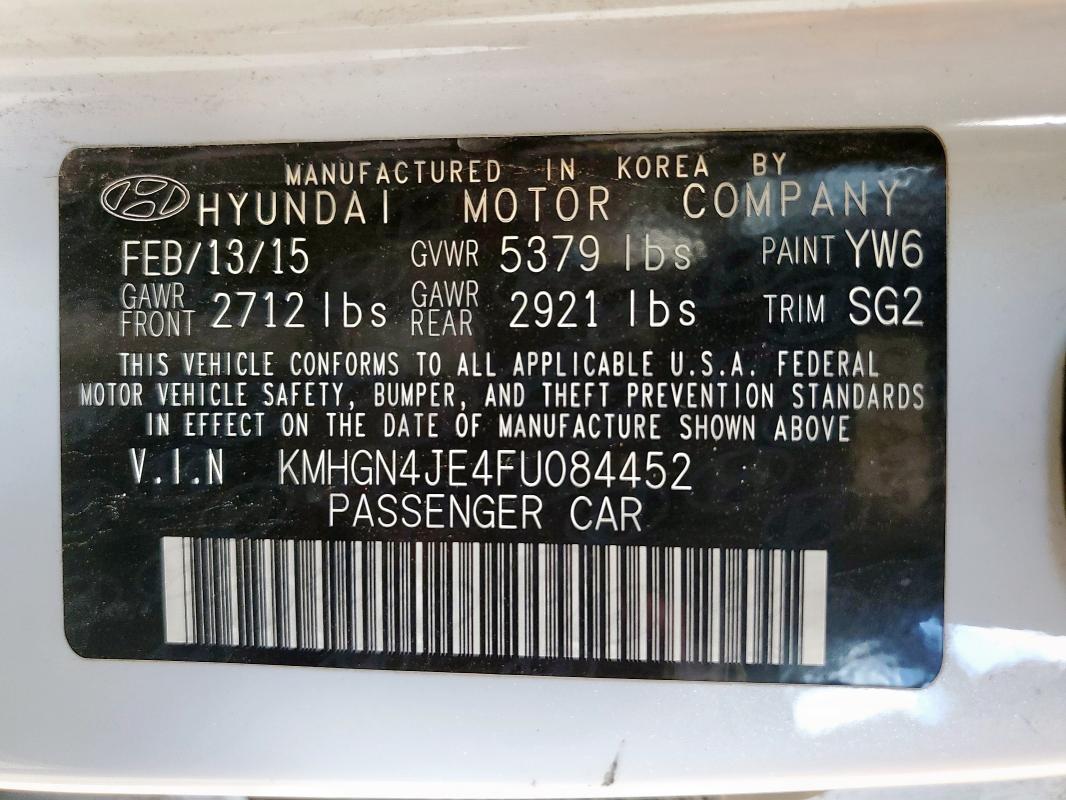 MANUFACTURED IN KOREA BY
HYUNDAI MOTOR COMPANY
FEB/13/15 GVWR 5379 lbs PAINT YW6
GAWR FRONT 2712 lbs GAWR REAR 2921 lbs TRIM SG2
THIS VEHICLE CONFORMS TO ALL APPLICABLE U.S.A. FEDERAL
MOTOR VEHICLE SAFETY, BUMPER, AND THEFT PREVENTION STANDARDS
IN EFFECT ON THE DATE OF MANUFACTURE SHOWN ABOVE
V.I.N KMHGN4JE4FU084452
PASSENGER CAR